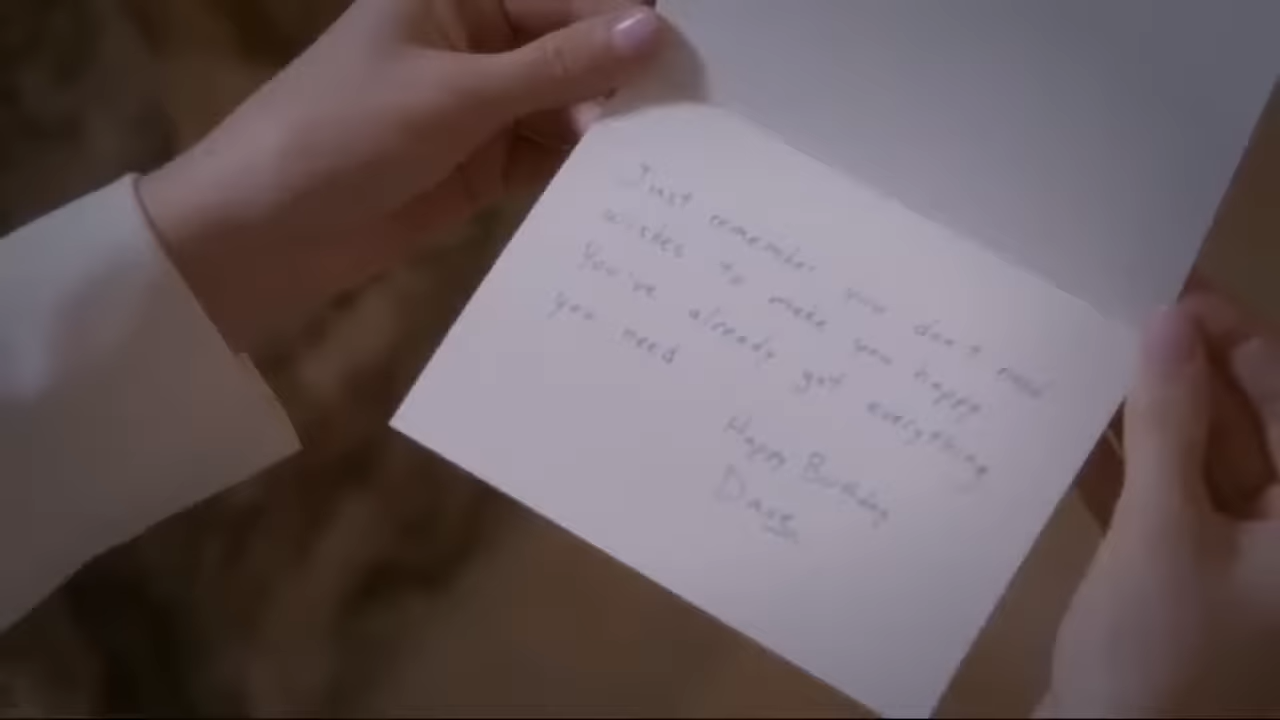 Just remember you don't need
wishes to make you happy
You've already got everything
you need
Happy Birthday
Dave